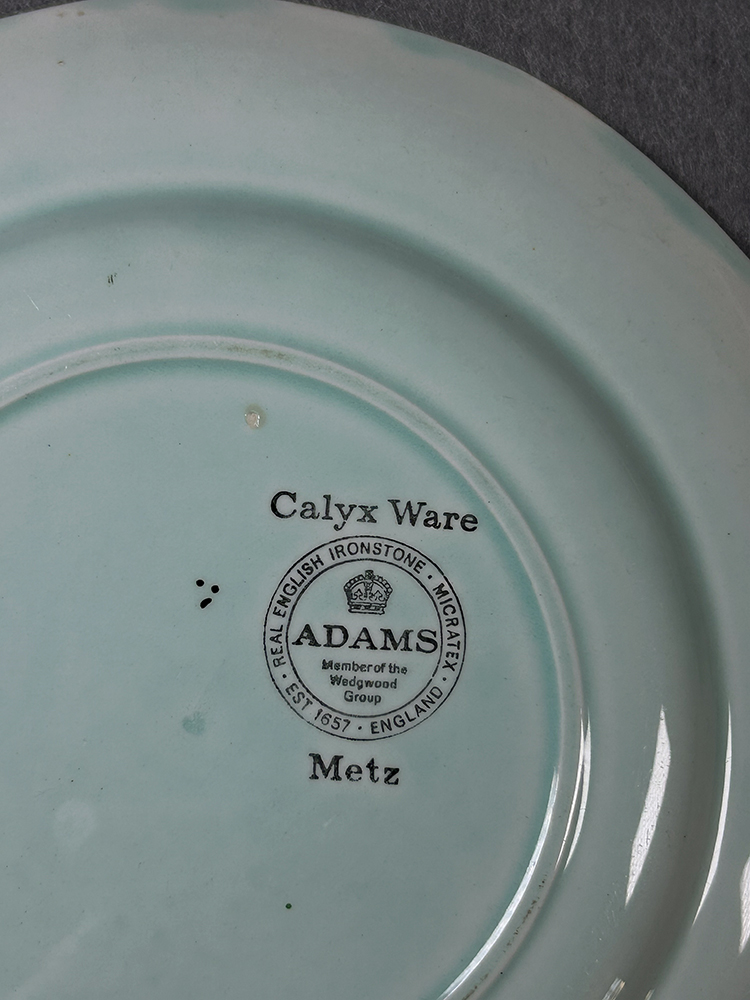 Calyx Ware
REAL ENGLISH IRONSTONE · MICRATEX ·
ADAMS
Member of the
Wedgwood
Group
· EST 1657 · ENGLAND ·
Metz